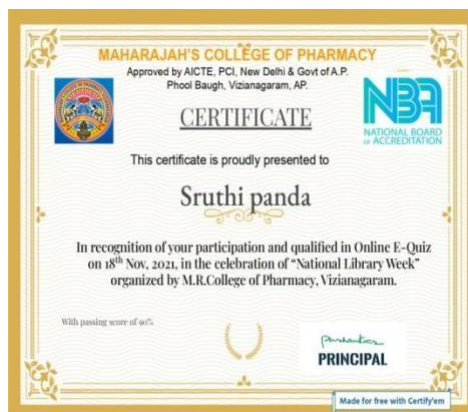 MAHARAJAH'S COLLEGE OF PHARMACY
Approved by AICTE, PCI, New Delhi & Govt of A.P.
Phool Baugh, Vizianagaram, AP.
NBA
NATIONAL BOARD
OF ACCREDITATION
CERTIFICATE
This certificate is proudly presented to
Sruthi panda
In recognition of your participation and qualified in Online E-Quiz
on 18th Nov, 2021, in the celebration of “National Library Week”
organized by M.R.College of Pharmacy, Vizianagaram.
With passing score of 90%
PRINCIPAL
Made for free with Certify'em